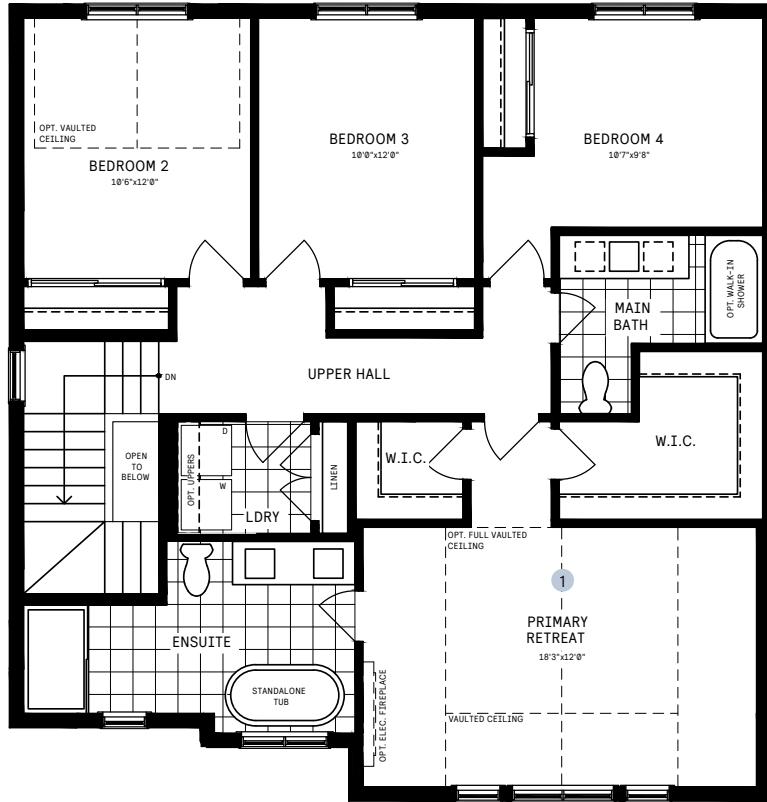 OPT. VAULTED
CEILING
BEDROOM 2
10'6"x12'0"
BEDROOM 3
10'0"x12'0"
BEDROOM 4
10'7"x9'8"
MAIN
BATH
OPT. WALK-IN
SHOWER
UPPER HALL
DN
OPEN
TO
BELOW
OPT. UPPERS
D
W
LDRY
LINEN
W.I.C.
W.I.C.
OPT. FULL VAULTED
CEILING
1
PRIMARY
RETREAT
18'3"x12'0"
VAULTED CEILING
OPT. ELEC. FIREPLACE
ENSUITE
STANDALONE
TUB